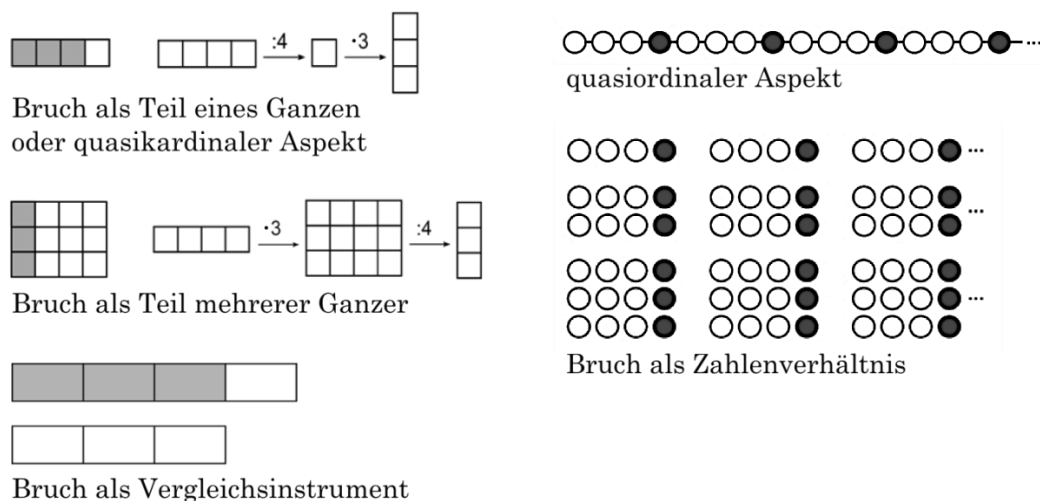 :4
·3
Bruch als Teil eines Ganzen
oder quasikardinaler Aspekt
·3
:4
Bruch als Teil mehrerer Ganzer
Bruch als Vergleichsinstrument
...
quasiordinaler Aspekt
...
...
...
Bruch als Zahlenverhältnis